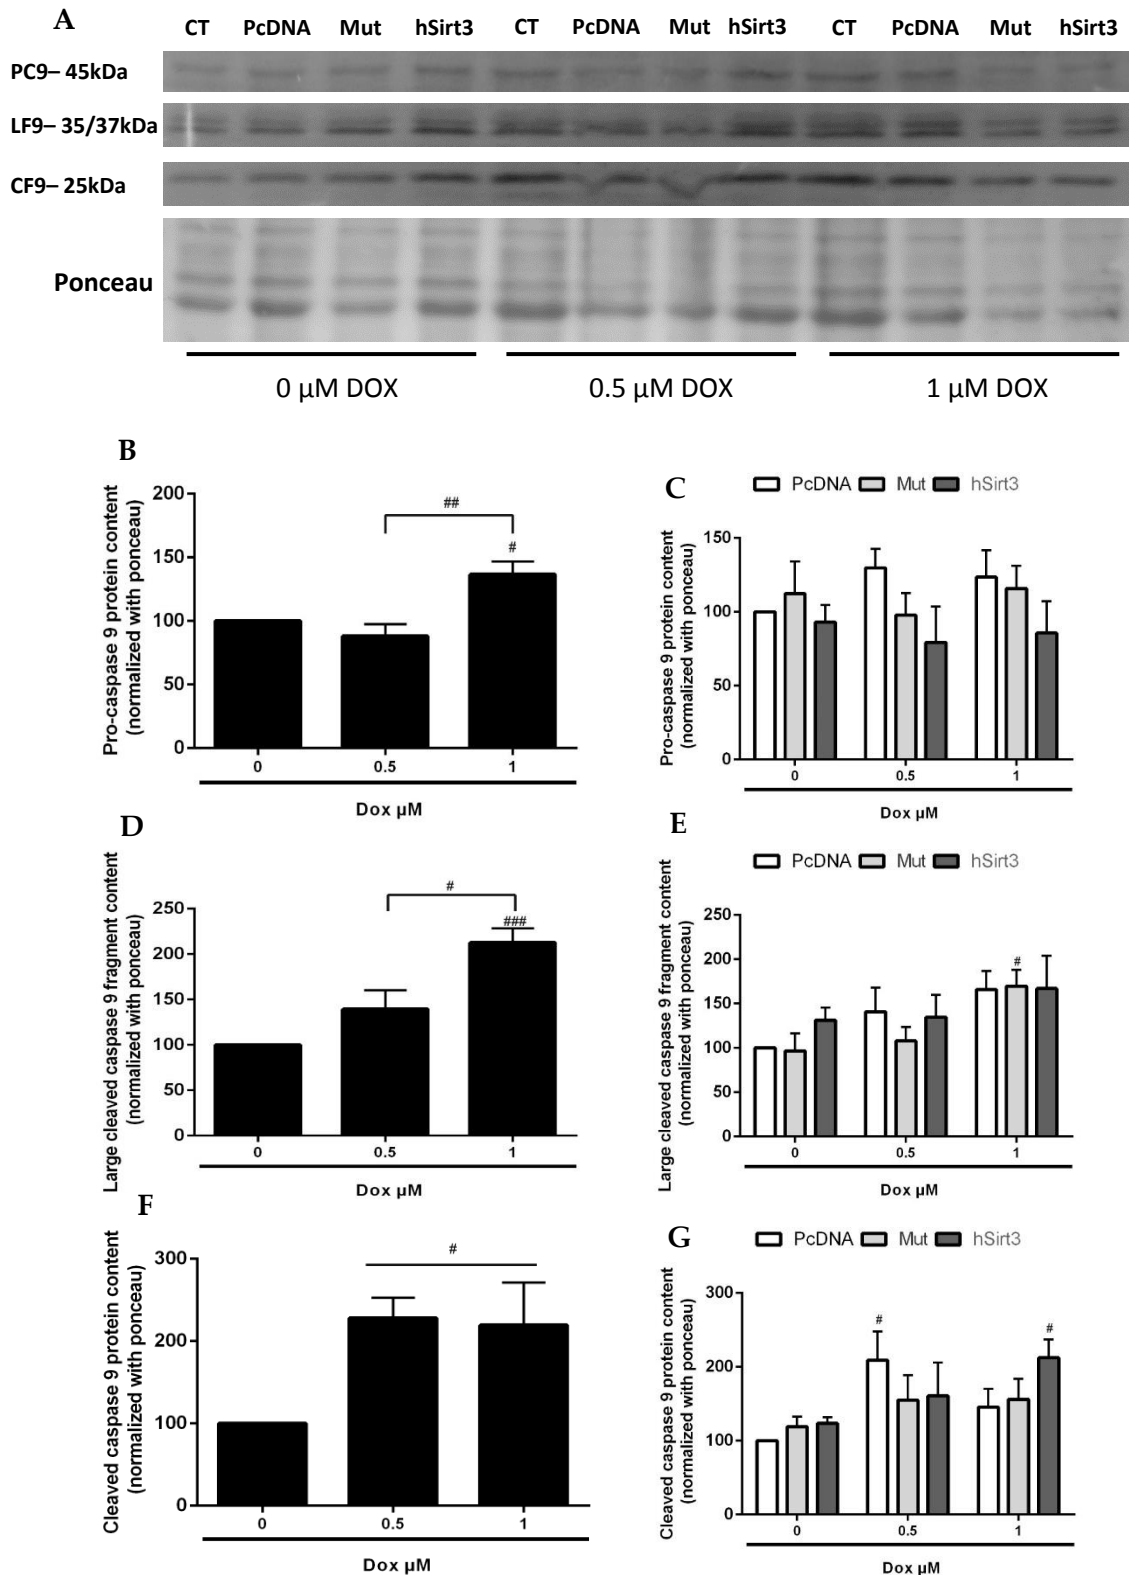 A
CT PcDNA Mut hSirt3 CT PcDNA Mut hSirt3 CT PcDNA Mut hSirt3
PC9– 45kDa
LF9– 35/37kDa
CF9– 25kDa
Ponceau
0 µM DOX 0.5 µM DOX 1 µM DOX
B
Pro-caspase 9 protein content
(normalized with ponceau)
200
150
100
50
0
##
#
0 0.5 1
Dox µM
C
PcDNA Mut hSirt3
Pro-caspase 9 protein content
(normalized with ponceau)
150
100
50
0
0 0.5 1
Dox µM
D
Large cleaved caspase 9 fragment content
(normalized with ponceau)
250
200
150
100
50
0
#
###
0 0.5 1
Dox µM
E
PcDNA Mut hSirt3
Large cleaved caspase 9 fragment content
(normalized with ponceau)
250
200
150
100
50
0
#
0 0.5 1
Dox µM
F
Cleaved caspase 9 protein content
(normalized with ponceau)
300
200
100
0
#
0 0.5 1
Dox µM
G
PcDNA Mut hSirt3
Cleaved caspase 9 protein content
(normalized with ponceau)
300
200
100
0
# #
0 0.5 1
Dox µM